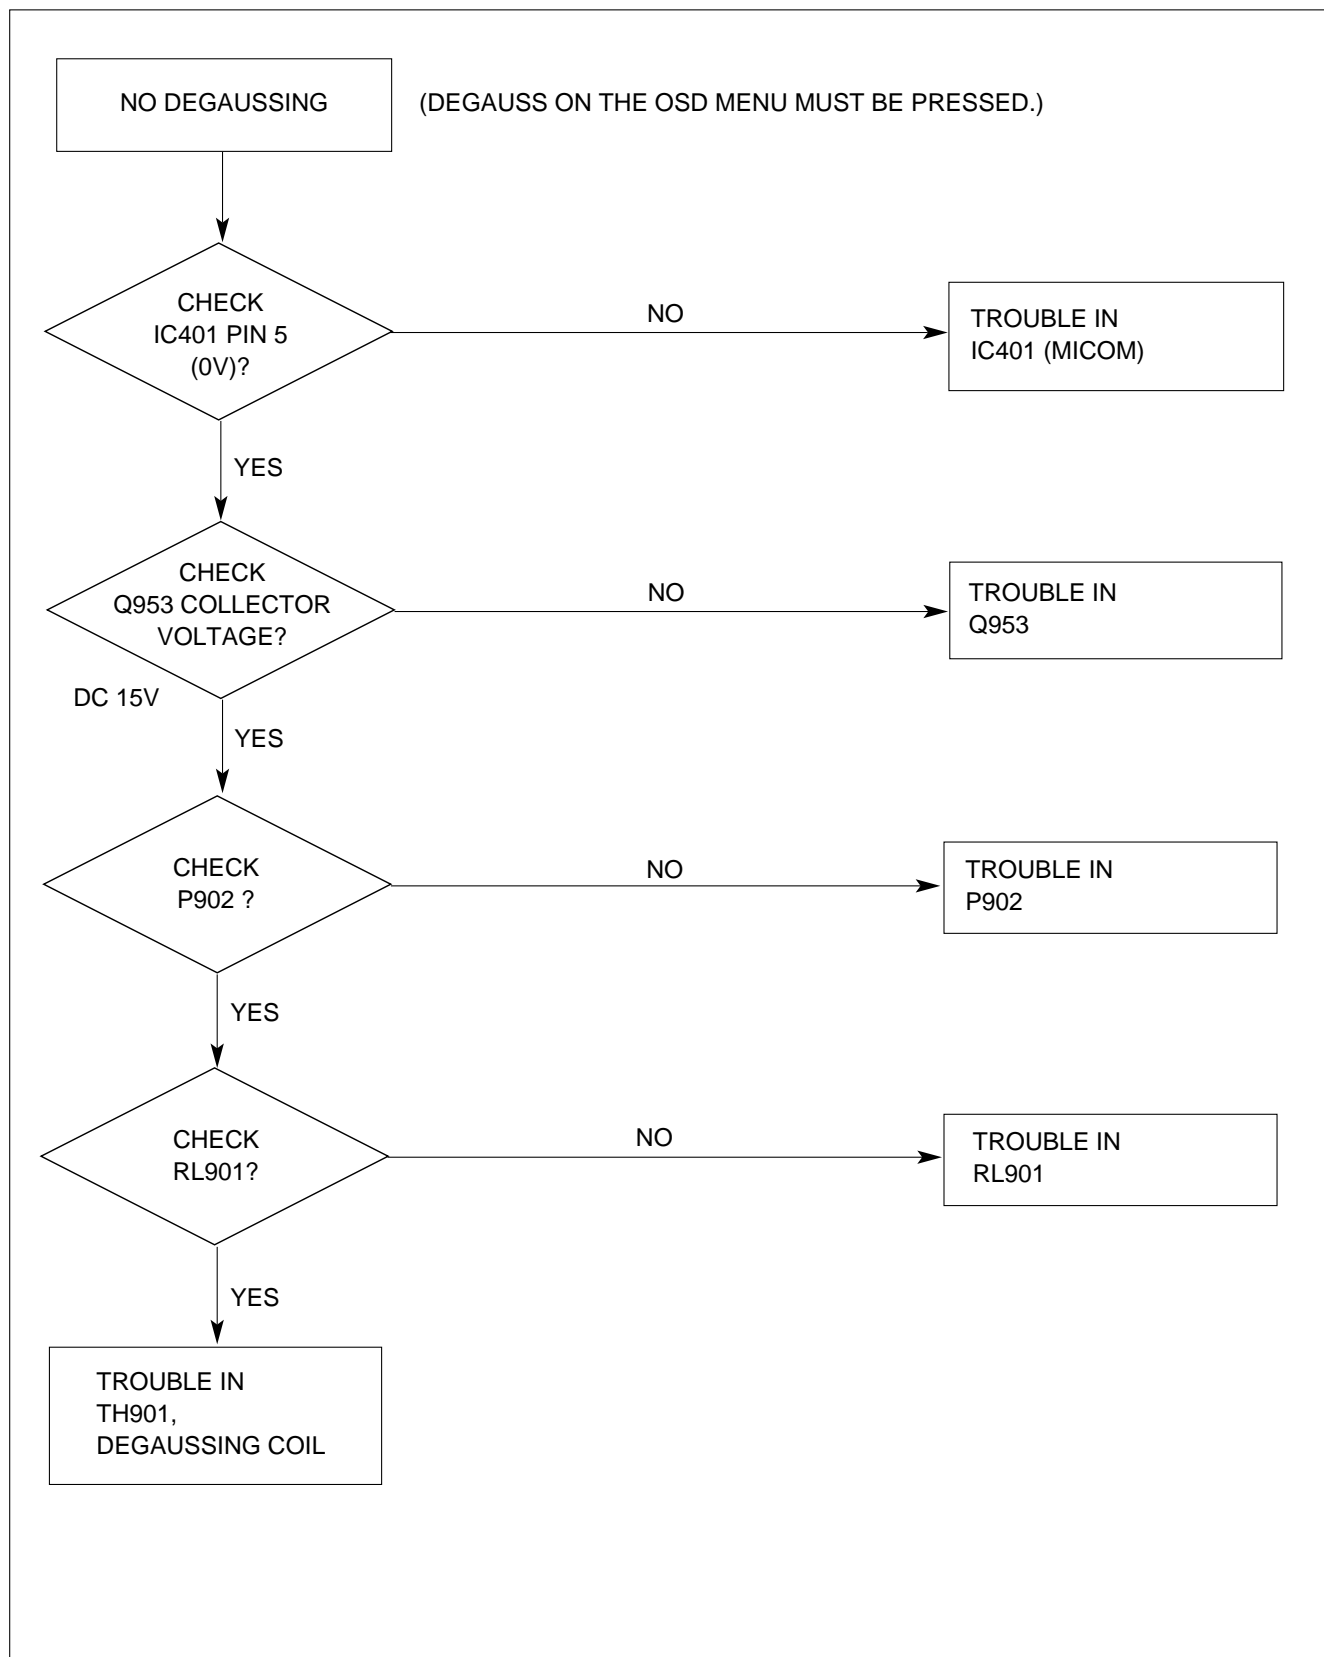 NO DEGAUSSING
(DEGAUSS ON THE OSD MENU MUST BE PRESSED.)
CHECK
IC401 PIN 5
(0V)?
NO
TROUBLE IN
IC401 (MICOM)
YES
CHECK
Q953 COLLECTOR
VOLTAGE?
DC 15V
NO
TROUBLE IN
Q953
YES
CHECK
P902 ?
NO
TROUBLE IN
P902
YES
CHECK
RL901?
NO
TROUBLE IN
RL901
YES
TROUBLE IN
TH901,
DEGAUSSING COIL